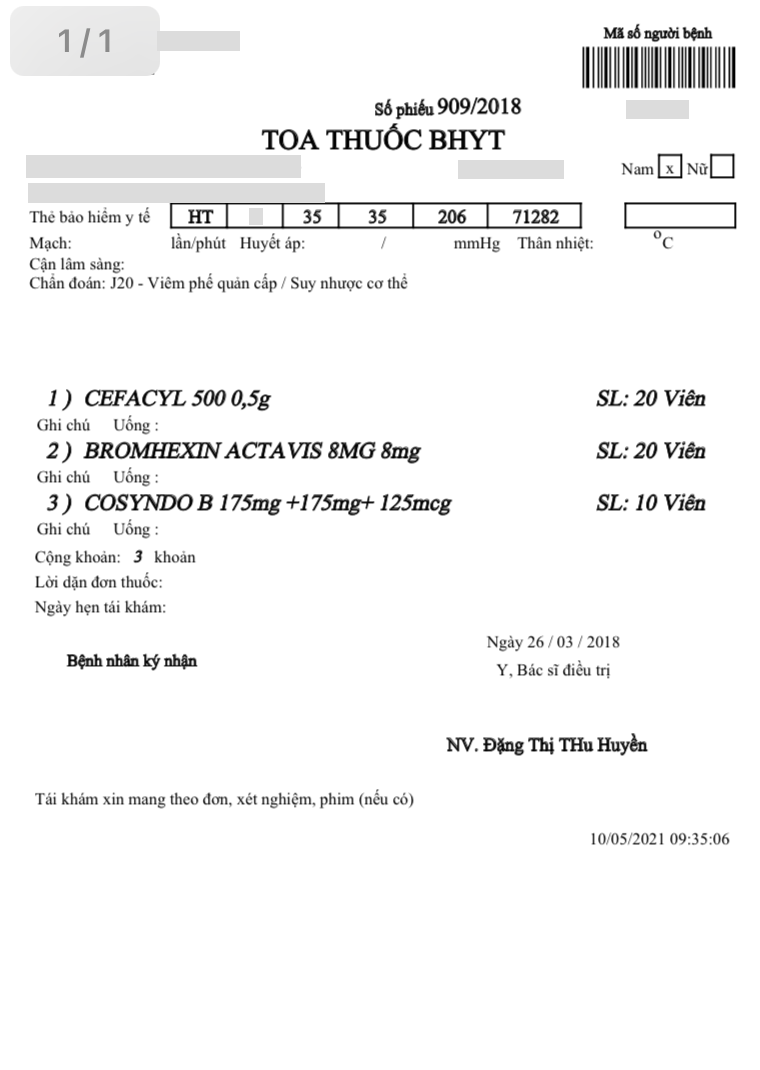 1/1
Mã số người bệnh
Số phiếu 909/2018
TOA THUỐC BHYT
Nam x Nữ
Thẻ bảo hiểm y tế HT 35 35 206 71282
Mạch: lần/phút Huyết áp: / mmHg Thân nhiệt: °C
Cận lâm sàng:
Chẩn đoán: J20 - Viêm phế quản cấp / Suy nhược cơ thể
1 ) CEFACYL 500 0,5g SL: 20 Viên
Ghi chú Uống :
2 ) BROMHEXIN ACTAVIS 8MG 8mg SL: 20 Viên
Ghi chú Uống :
3 ) COSYNDO B 175mg +175mg+ 125mcg SL: 10 Viên
Ghi chú Uống :
Cộng khoản: 3 khoản
Lời dặn đơn thuốc:
Ngày hẹn tái khám:
Ngày 26 / 03 / 2018
Bệnh nhân ký nhận
Y, Bác sĩ điều trị
NV. Đặng Thị THu Huyền
Tái khám xin mang theo đơn, xét nghiệm, phim (nếu có)
10/05/2021 09:35:06